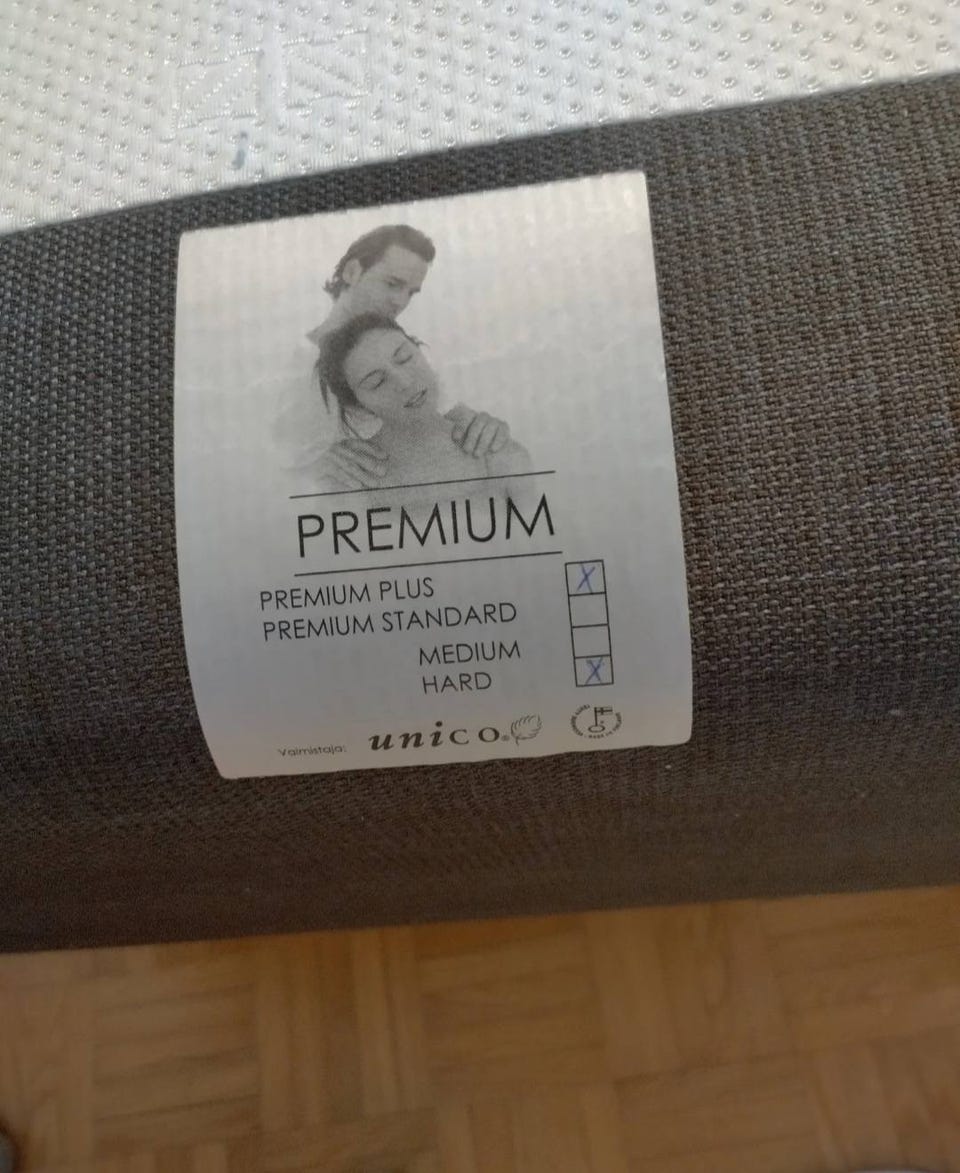 PREMIUM
PREMIUM PLUS X
PREMIUM STANDARD
MEDIUM
HARD X
Valmistaja: unico®